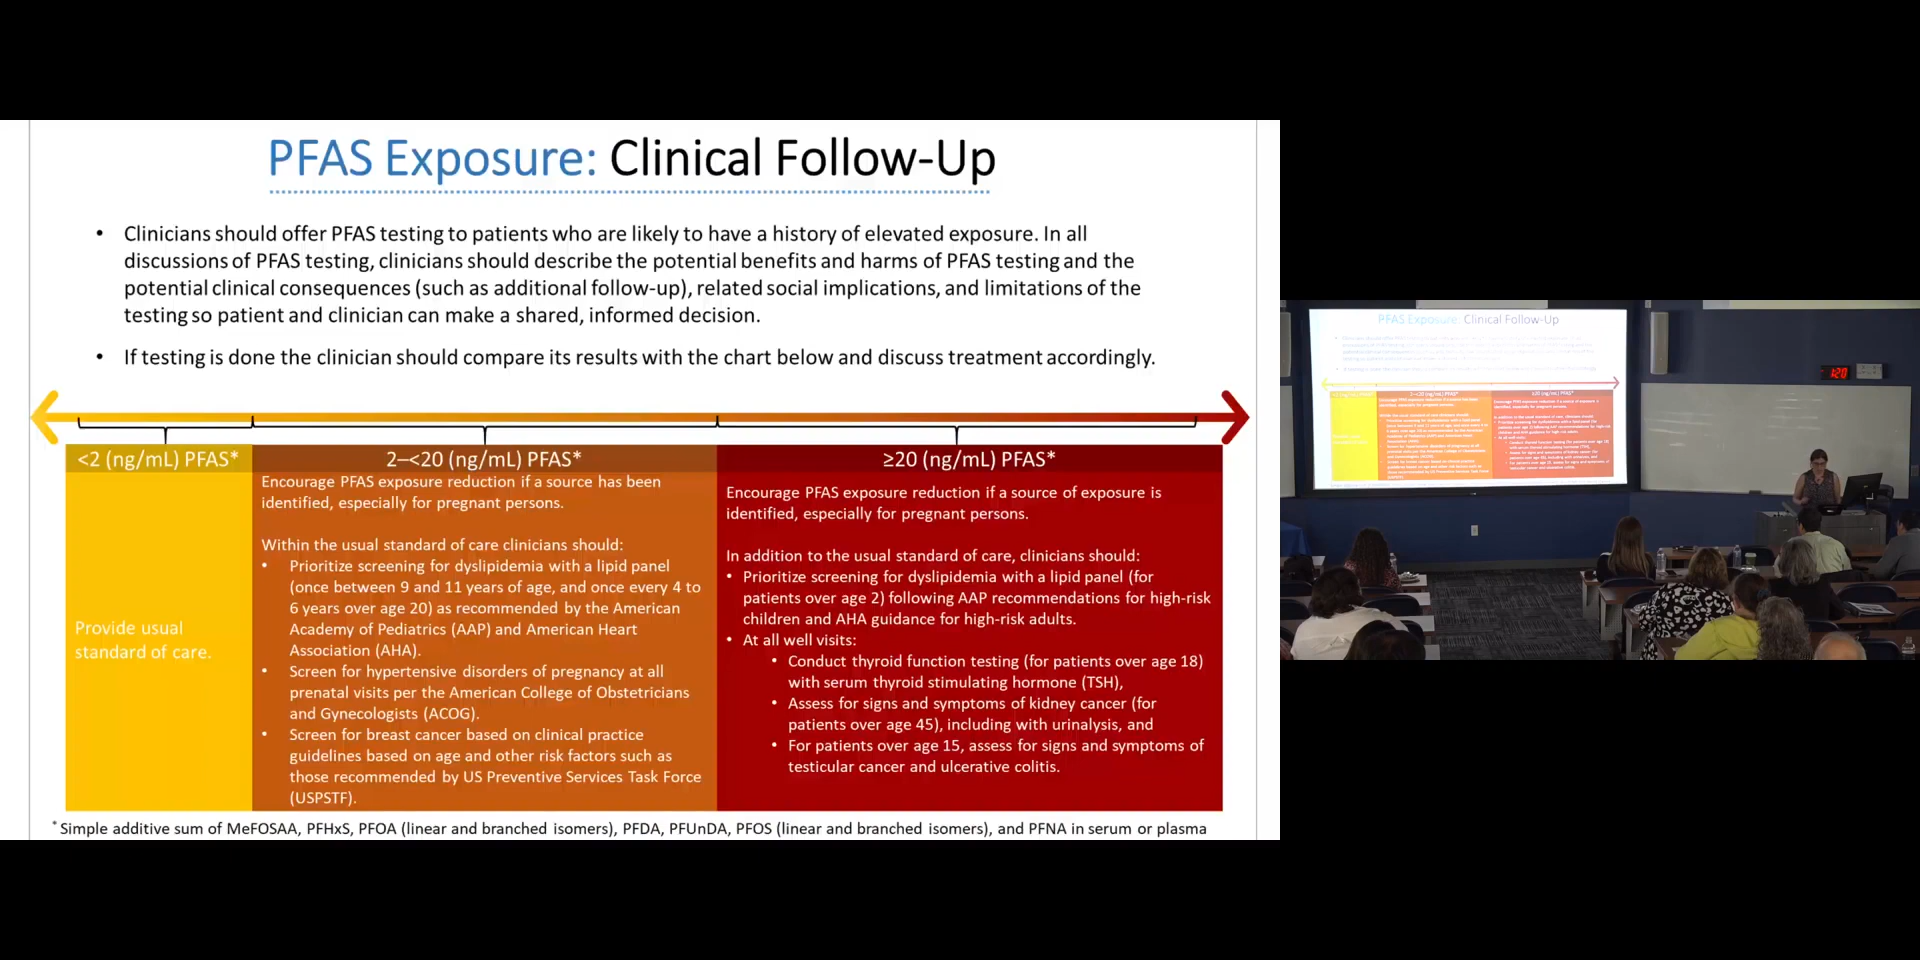 PFAS Exposure: Clinical Follow-Up
• Clinicians should offer PFAS testing to patients who are likely to have a history of elevated exposure. In all
discussions of PFAS testing, clinicians should describe the potential benefits and harms of PFAS testing and the
potential clinical consequences (such as additional follow-up), related social implications, and limitations of the
testing so patient and clinician can make a shared, informed decision.
• If testing is done the clinician should compare its results with the chart below and discuss treatment accordingly.
<2 (ng/mL) PFAS*
Provide usual
standard of care.
2–<20 (ng/mL) PFAS*
Encourage PFAS exposure reduction if a source has been
identified, especially for pregnant persons.
Within the usual standard of care clinicians should:
• Prioritize screening for dyslipidemia with a lipid panel
(once between 9 and 11 years of age, and once every 4 to
6 years over age 20) as recommended by the American
Academy of Pediatrics (AAP) and American Heart
Association (AHA).
• Screen for hypertensive disorders of pregnancy at all
prenatal visits per the American College of Obstetricians
and Gynecologists (ACOG).
• Screen for breast cancer based on clinical practice
guidelines based on age and other risk factors such as
those recommended by US Preventive Services Task Force
(USPSTF).
≥20 (ng/mL) PFAS*
Encourage PFAS exposure reduction if a source of exposure is
identified, especially for pregnant persons.
In addition to the usual standard of care, clinicians should:
• Prioritize screening for dyslipidemia with a lipid panel (for
patients over age 2) following AAP recommendations for high-risk
children and AHA guidance for high-risk adults.
• At all well visits:
• Conduct thyroid function testing (for patients over age 18)
with serum thyroid stimulating hormone (TSH),
• Assess for signs and symptoms of kidney cancer (for
patients over age 45), including with urinalysis, and
• For patients over age 15, assess for signs and symptoms of
testicular cancer and ulcerative colitis.
* Simple additive sum of MeFOSAA, PFHxS, PFOA (linear and branched isomers), PFDA, PFUnDA, PFOS (linear and branched isomers), and PFNA in serum or plasma
PFAS Exposure: Clinical Follow-Up
2–<20 (ng/mL) PFAS*
≥20 (ng/mL) PFAS*